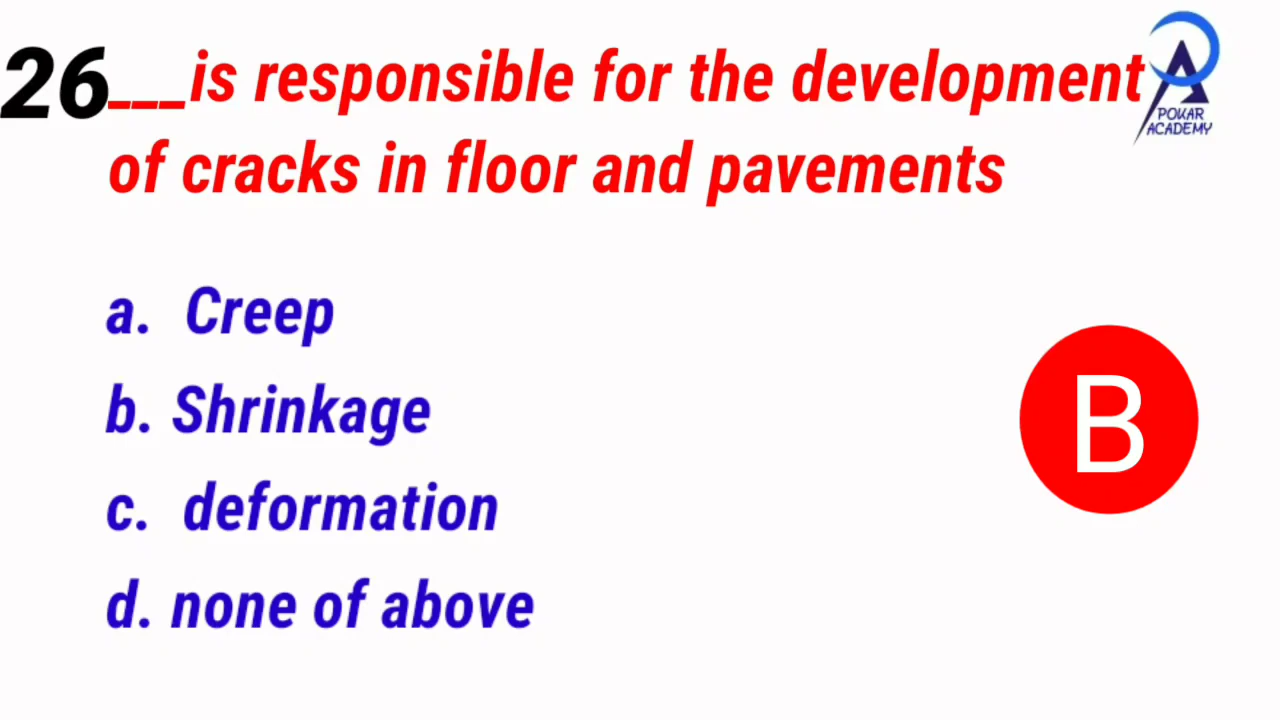 26___is responsible for the development
of cracks in floor and pavements
POKAR
ACADEMY
a. Creep
b. Shrinkage
c. deformation
d. none of above
B